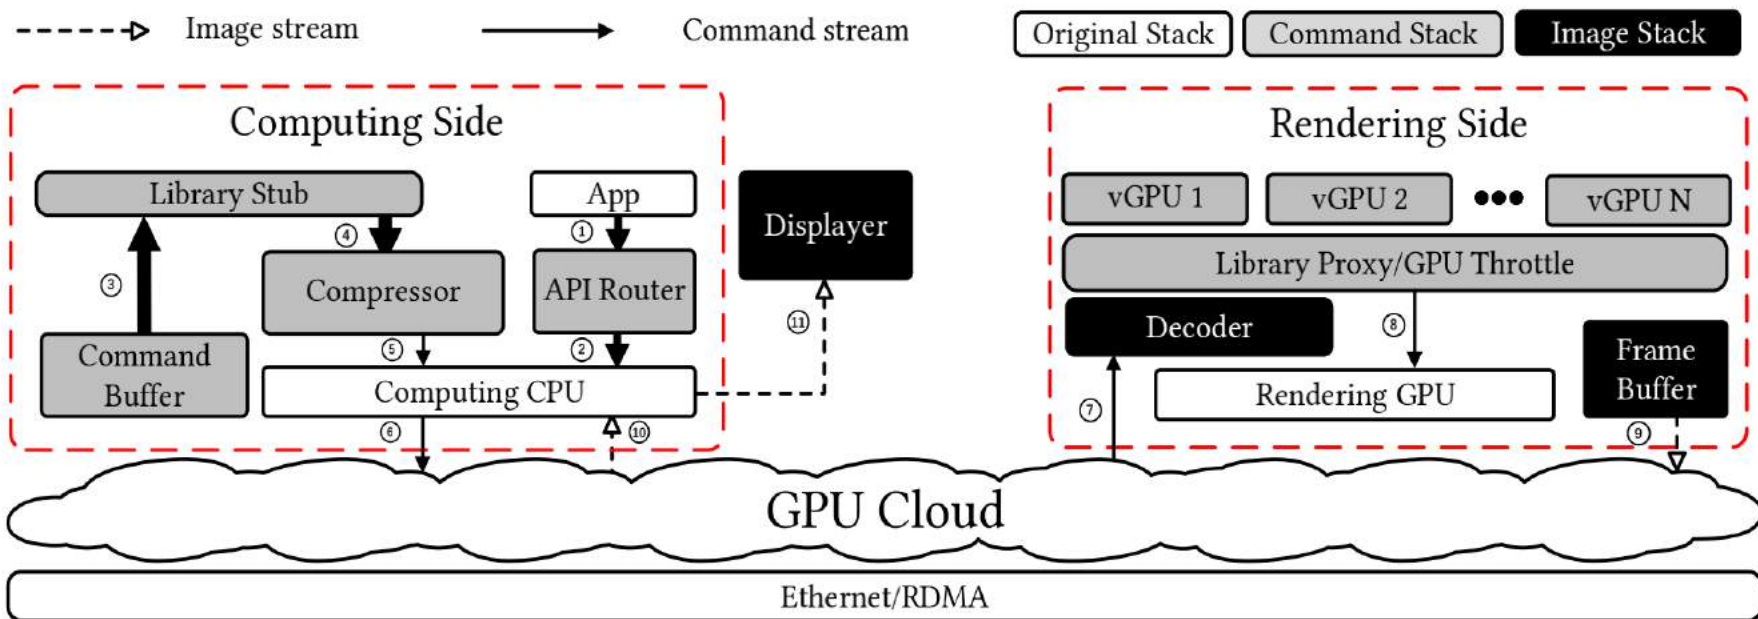 Image stream
Command stream
Original Stack
Command Stack
Image Stack
Computing Side
Library Stub
App
④
①
③
Compressor
API Router
Command
Buffer
⑤
②
Computing CPU
⑥
⑩
Displayer
⑪
Rendering Side
vGPU 1
vGPU 2
•••
vGPU N
Library Proxy/GPU Throttle
Decoder
⑧
Frame
Buffer
⑦
Rendering GPU
⑨
GPU Cloud
Ethernet/RDMA